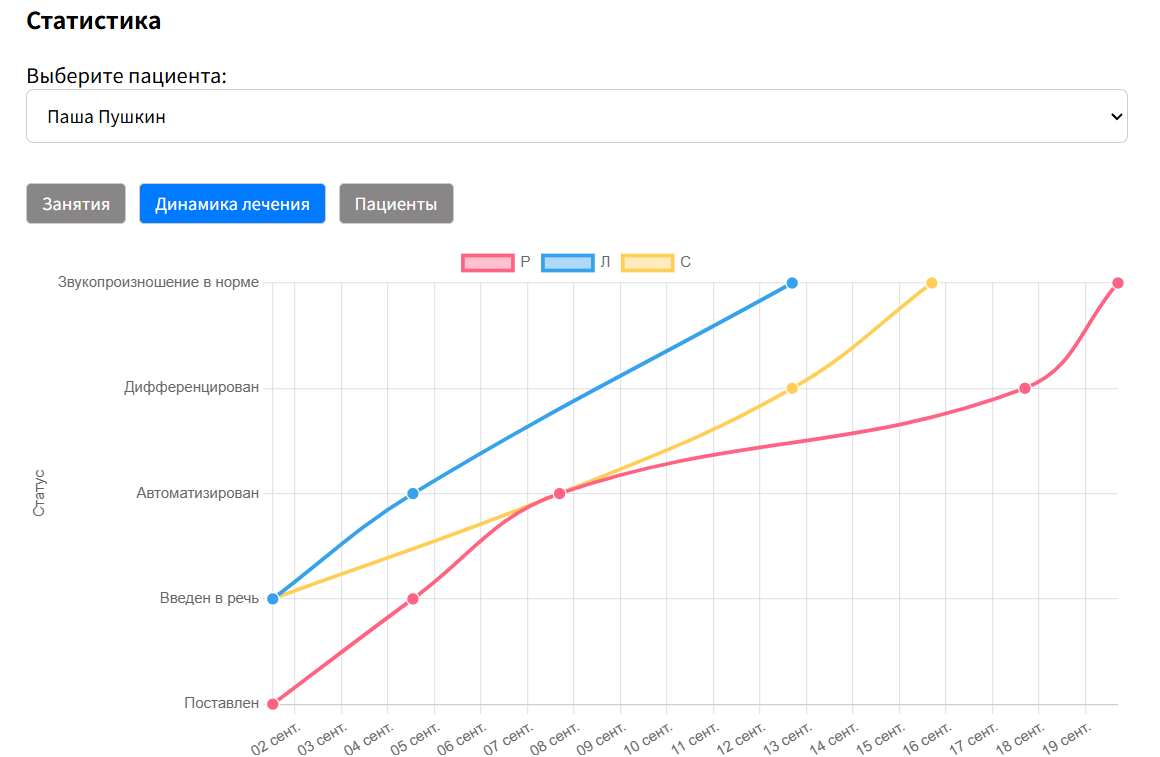 Статистика
Выберите пациента:
Паша Пушкин
Занятия Динамика лечения Пациенты
Р Л С
Звукопроизношение в норме
Дифференцирован
Автоматизирован
Введен в речь
Поставлен
Статус
02 сент. 03 сент. 04 сент. 05 сент. 06 сент. 07 сент. 08 сент. 09 сент. 10 сент. 11 сент. 12 сент. 13 сент. 14 сент. 15 сент. 16 сент. 17 сент. 18 сент. 19 сент.